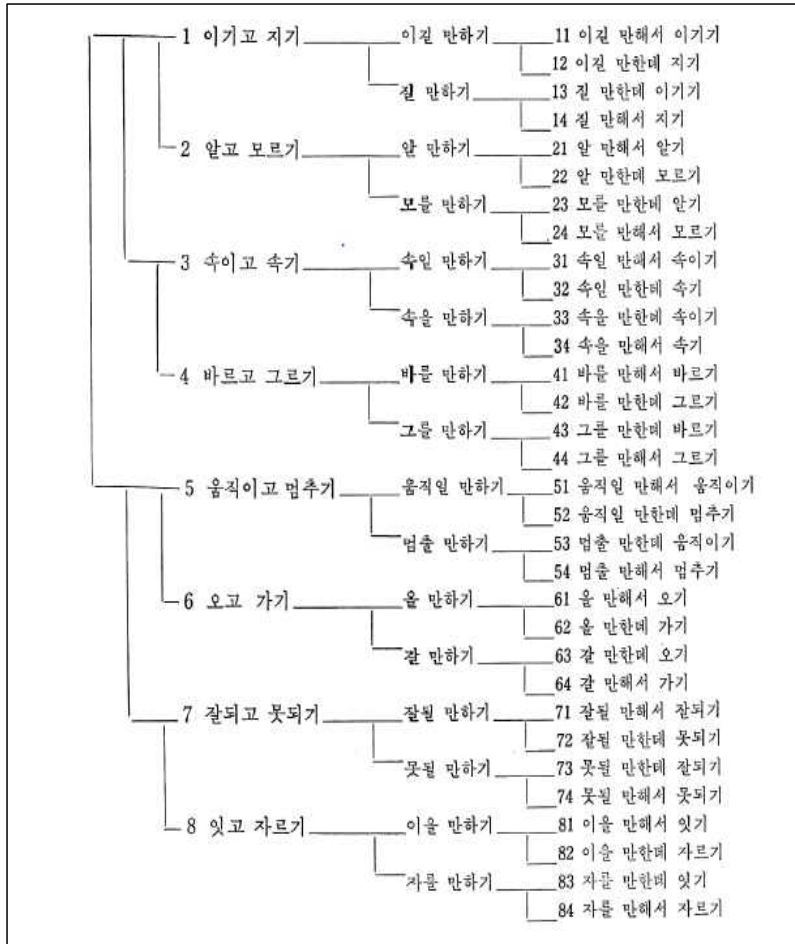 1 이기고 지기 이길 만하기 11 이길 만해서 이기기
12 이길 만한데 지기
질 만하기 13 질 만한데 이기기
14 질 만해서 지기
2 알고 모르기 알 만하기 21 알 만해서 알기
22 알 만한데 모르기
모를 만하기 23 모를 만한데 알기
24 모를 만해서 모르기
3 속이고 속기 속일 만하기 31 속일 만해서 속이기
32 속일 만한데 속기
속을 만하기 33 속을 만한데 속이기
34 속을 만해서 속기
4 바르고 그르기 바를 만하기 41 바를 만해서 바르기
42 바를 만한데 그르기
그를 만하기 43 그를 만한데 바르기
44 그를 만해서 그르기
5 움직이고 멈추기 움직일 만하기 51 움직일 만해서 움직이기
52 움직일 만한데 멈추기
멈출 만하기 53 멈출 만한데 움직이기
54 멈출 만해서 멈추기
6 오고 가기 올 만하기 61 올 만해서 오기
62 올 만한데 가기
갈 만하기 63 갈 만한데 오기
64 갈 만해서 가기
7 잘되고 못되기 잘될 만하기 71 잘될 만해서 잘되기
72 잘될 만한데 못되기
못될 만하기 73 못될 만한데 잘되기
74 못될 만해서 못되기
8 잇고 자르기 이을 만하기 81 이을 만해서 잇기
82 이을 만한데 자르기
자를 만하기 83 자를 만한데 잇기
84 자를 만해서 자르기